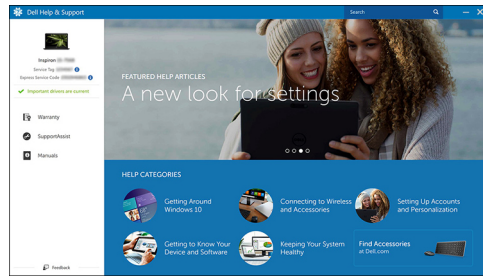 Dell Help & Support
Search
Inspiron
Service Tag
Express Service Code
Important drivers are current
Warranty
SupportAssist
Manuals
Feedback
FEATURED HELP ARTICLES
A new look for settings
HELP CATEGORIES
Getting Around
Windows 10
Connecting to Wireless
and Accessories
Setting Up Accounts
and Personalization
Getting to Know Your
Device and Software
Keeping Your System
Healthy
Find Accessories
at Dell.com